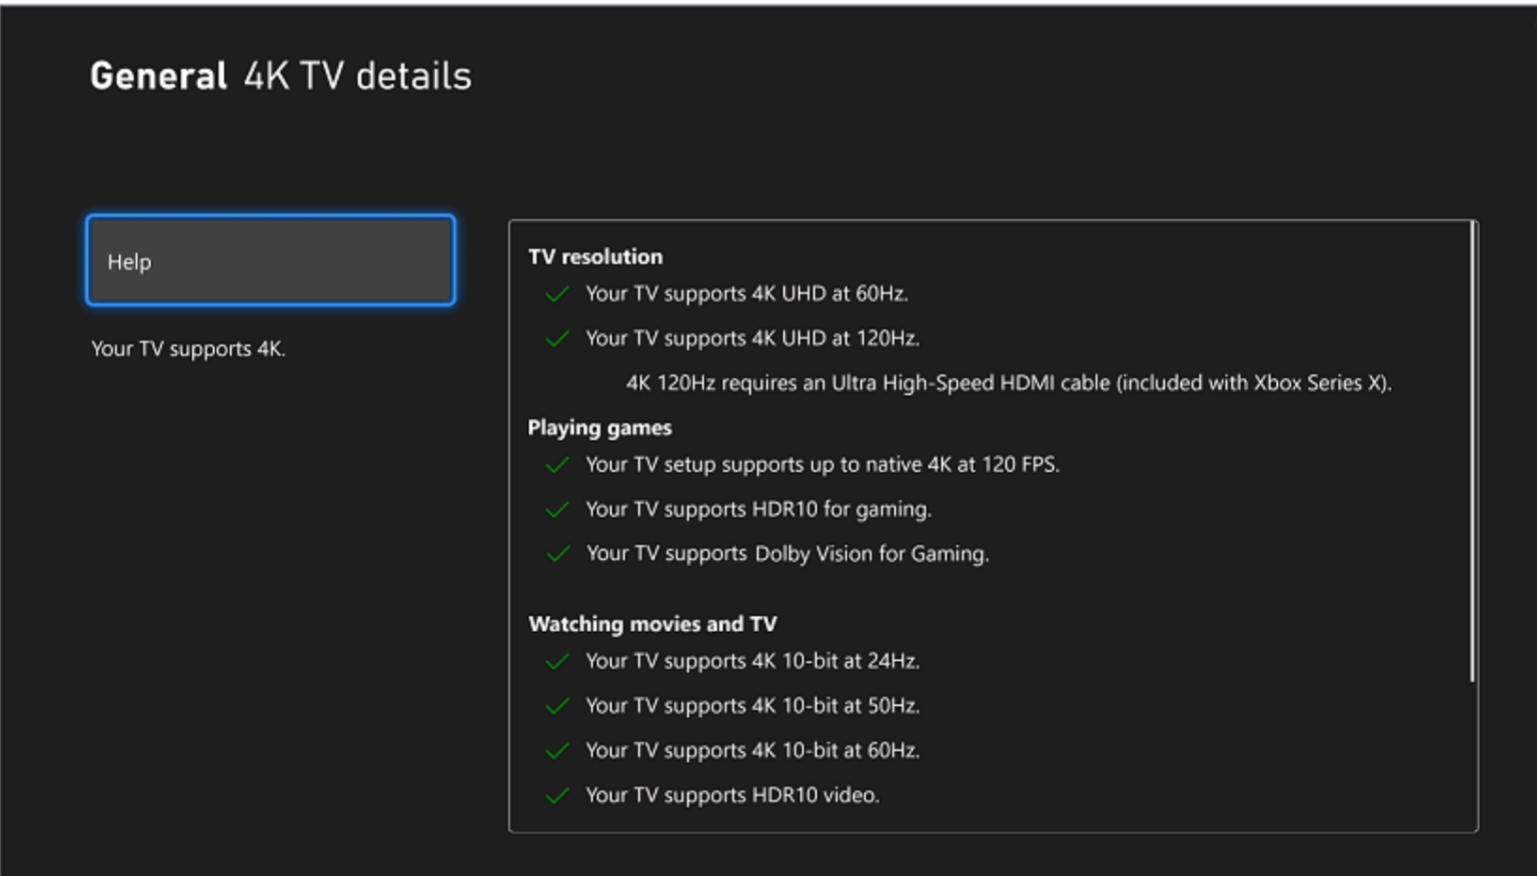 General 4K TV details
Help
Your TV supports 4K.
TV resolution
Your TV supports 4K UHD at 60Hz.
Your TV supports 4K UHD at 120Hz.
4K 120Hz requires an Ultra High-Speed HDMI cable (included with Xbox Series X).
Playing games
Your TV setup supports up to native 4K at 120 FPS.
Your TV supports HDR10 for gaming.
Your TV supports Dolby Vision for Gaming.
Watching movies and TV
Your TV supports 4K 10-bit at 24Hz.
Your TV supports 4K 10-bit at 50Hz.
Your TV supports 4K 10-bit at 60Hz.
Your TV supports HDR10 video.